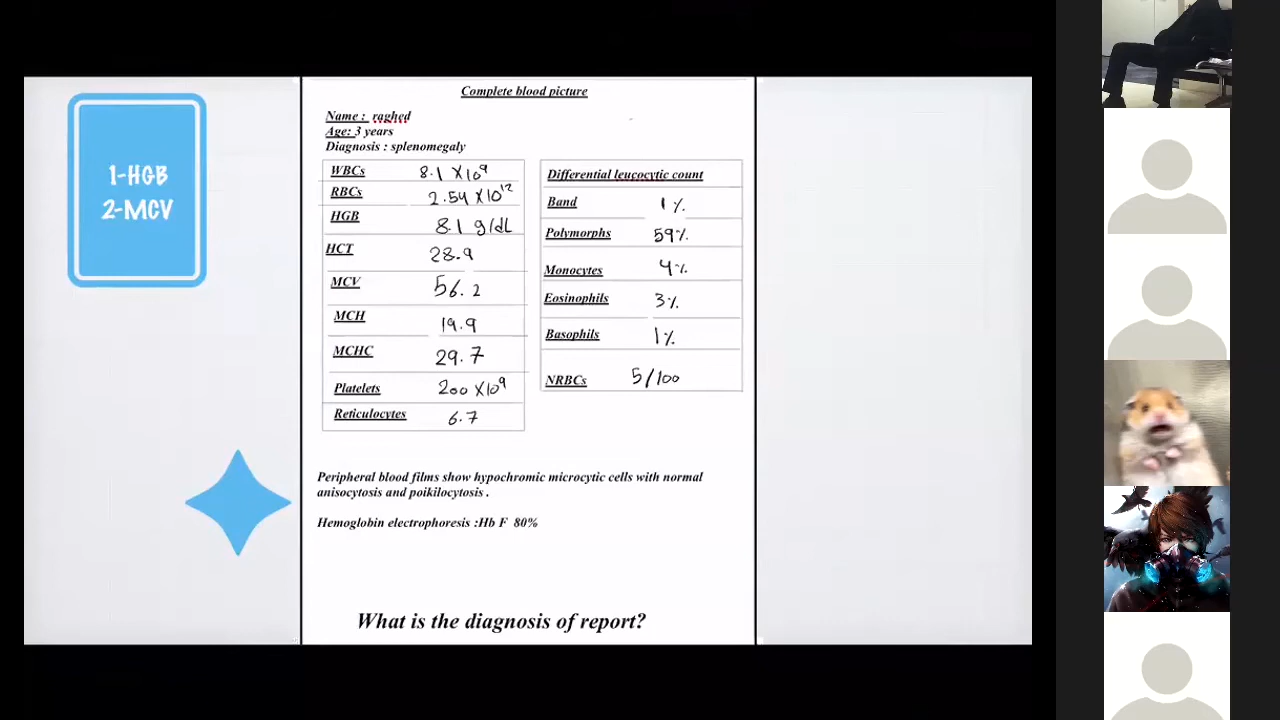 1-HGB
2-MCV
Complete blood picture
Name : raghed
Age: 3 years
Diagnosis : splenomegaly
WBCs 8.1 X10⁹
RBCs 2.54 X10¹²
HGB 8.1 g/dL
HCT 28.9
MCV 56.2
MCH 19.9
MCHC 29.7
Platelets 200 X10⁹
Reticulocytes 6.7
Differential leucocytic count
Band 1%
Polymorphs 59%
Monocytes 4%
Eosinophils 3%
Basophils 1%
NRBCs 5/100
Peripheral blood films show hypochromic microcytic cells with normal
anisocytosis and poikilocytosis .
Hemoglobin electrophoresis :Hb F 80%
What is the diagnosis of report?